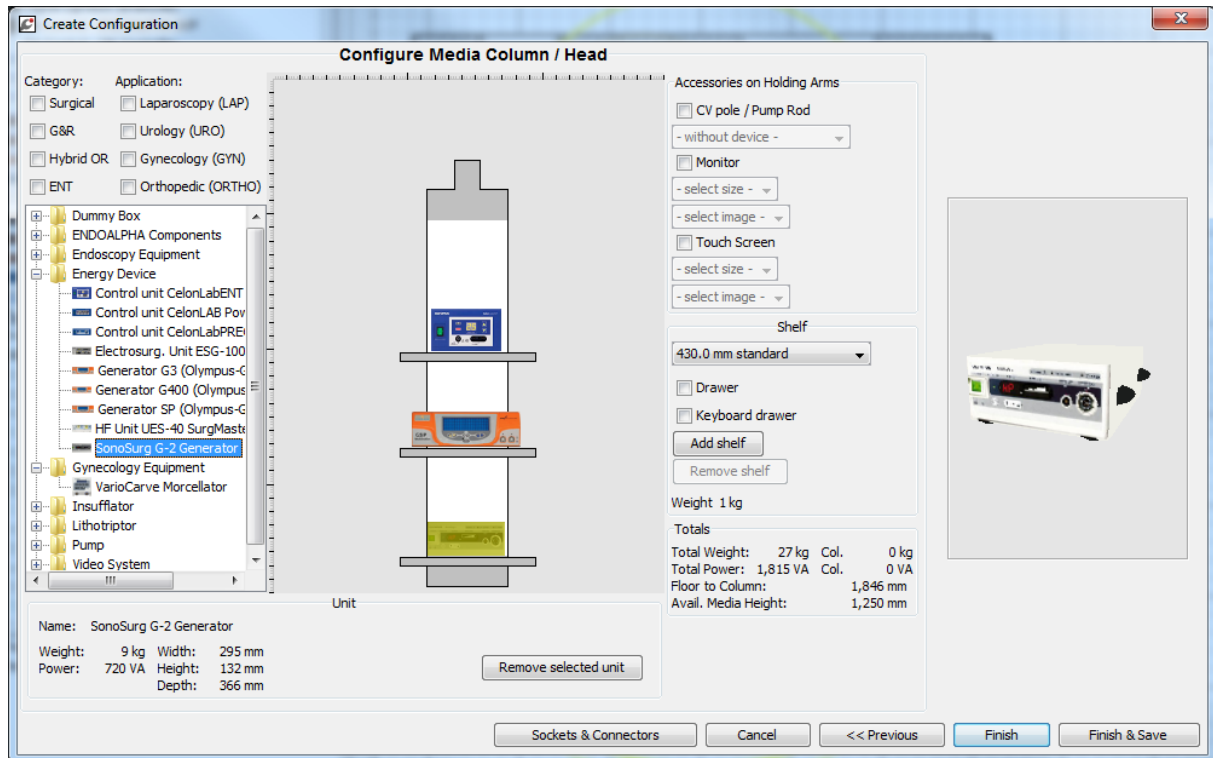 Create Configuration
Configure Media Column / Head
Category: Application:
Surgical Laparoscopy (LAP)
G&R Urology (URO)
Hybrid OR Gynecology (GYN)
ENT Orthopedic (ORTHO)
Dummy Box
ENDOALPHA Components
Endoscopy Equipment
Energy Device
Control unit CelonLabENT
Control unit CelonLAB Pov
Control unit CelonLabPRE
Electrosurg. Unit ESG-100
Generator G3 (Olympus-G
Generator G400 (Olympus
Generator SP (Olympus-G
HF Unit UES-40 SurgMaste
SonoSurg G-2 Generator
Gynecology Equipment
VarioCarve Morcellator
Insufflator
Lithotriptor
Pump
Video System
Accessories on Holding Arms
CV pole / Pump Rod
- without device -
Monitor
- select size -
- select image -
Touch Screen
- select size -
- select image -
Shelf
430.0 mm standard
Drawer
Keyboard drawer
Add shelf
Remove shelf
Weight 1 kg
Totals
Total Weight: 27 kg Col. 0 kg
Total Power: 1,815 VA Col. 0 VA
Floor to Column: 1,846 mm
Avail. Media Height: 1,250 mm
Unit
Name: SonoSurg G-2 Generator
Weight: 9 kg Width: 295 mm
Power: 720 VA Height: 132 mm
Depth: 366 mm
Remove selected unit
Sockets & Connectors
Cancel
<< Previous
Finish
Finish & Save